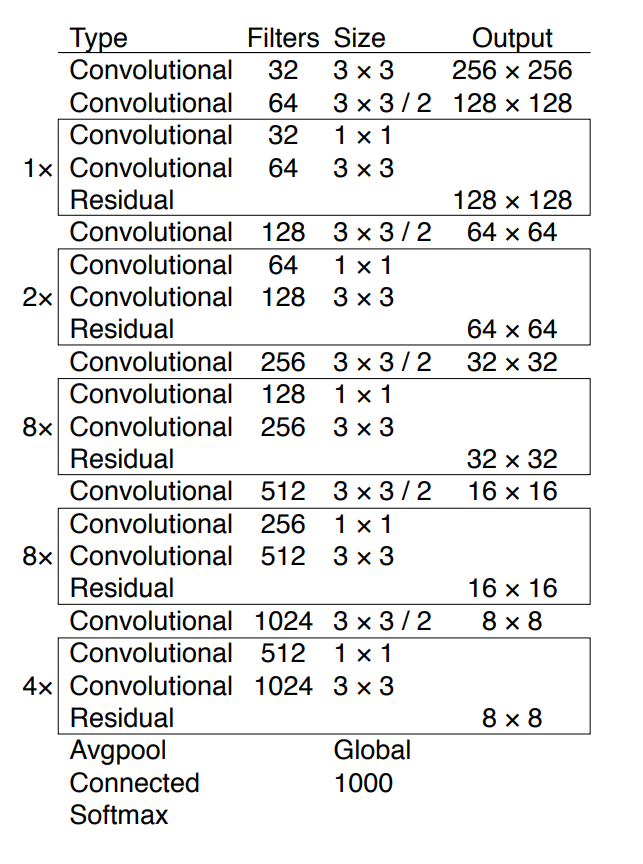 Type Filters Size Output
Convolutional 32 3 × 3 256 × 256
Convolutional 64 3 × 3 / 2 128 × 128
Convolutional 32 1 × 1
1× Convolutional 64 3 × 3
Residual 128 × 128
Convolutional 128 3 × 3 / 2 64 × 64
Convolutional 64 1 × 1
2× Convolutional 128 3 × 3
Residual 64 × 64
Convolutional 256 3 × 3 / 2 32 × 32
Convolutional 128 1 × 1
8× Convolutional 256 3 × 3
Residual 32 × 32
Convolutional 512 3 × 3 / 2 16 × 16
Convolutional 256 1 × 1
8× Convolutional 512 3 × 3
Residual 16 × 16
Convolutional 1024 3 × 3 / 2 8 × 8
Convolutional 512 1 × 1
4× Convolutional 1024 3 × 3
Residual 8 × 8
Avgpool Global
Connected 1000
Softmax